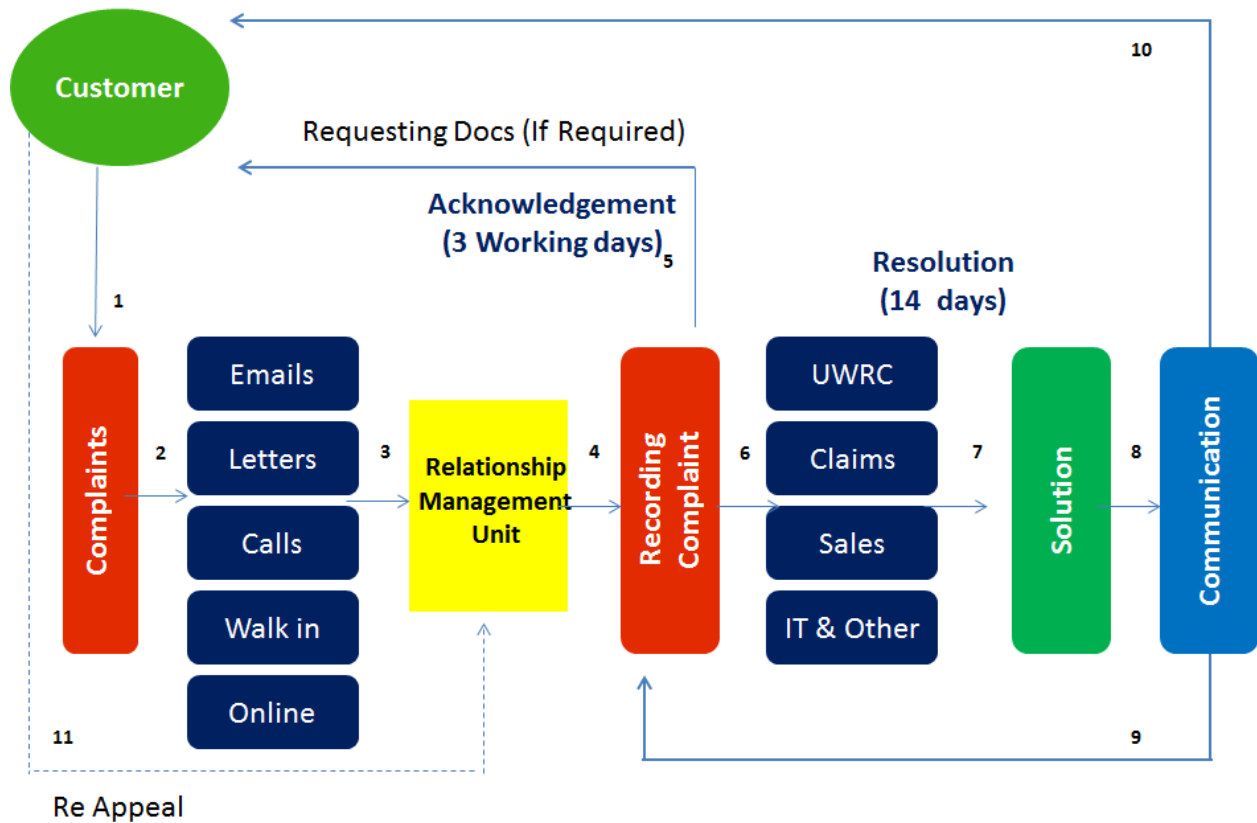 10
Customer
Requesting Docs (If Required)
Acknowledgement
(3 Working days)
5
Resolution
(14 days)
1
Complaints
2
Emails
Letters
Calls
Walk in
Online
3
Relationship
Management
Unit
4
Recording
Complaint
6
UWRC
Claims
Sales
IT & Other
7
Solution
8
Communication
9
11
Re Appeal